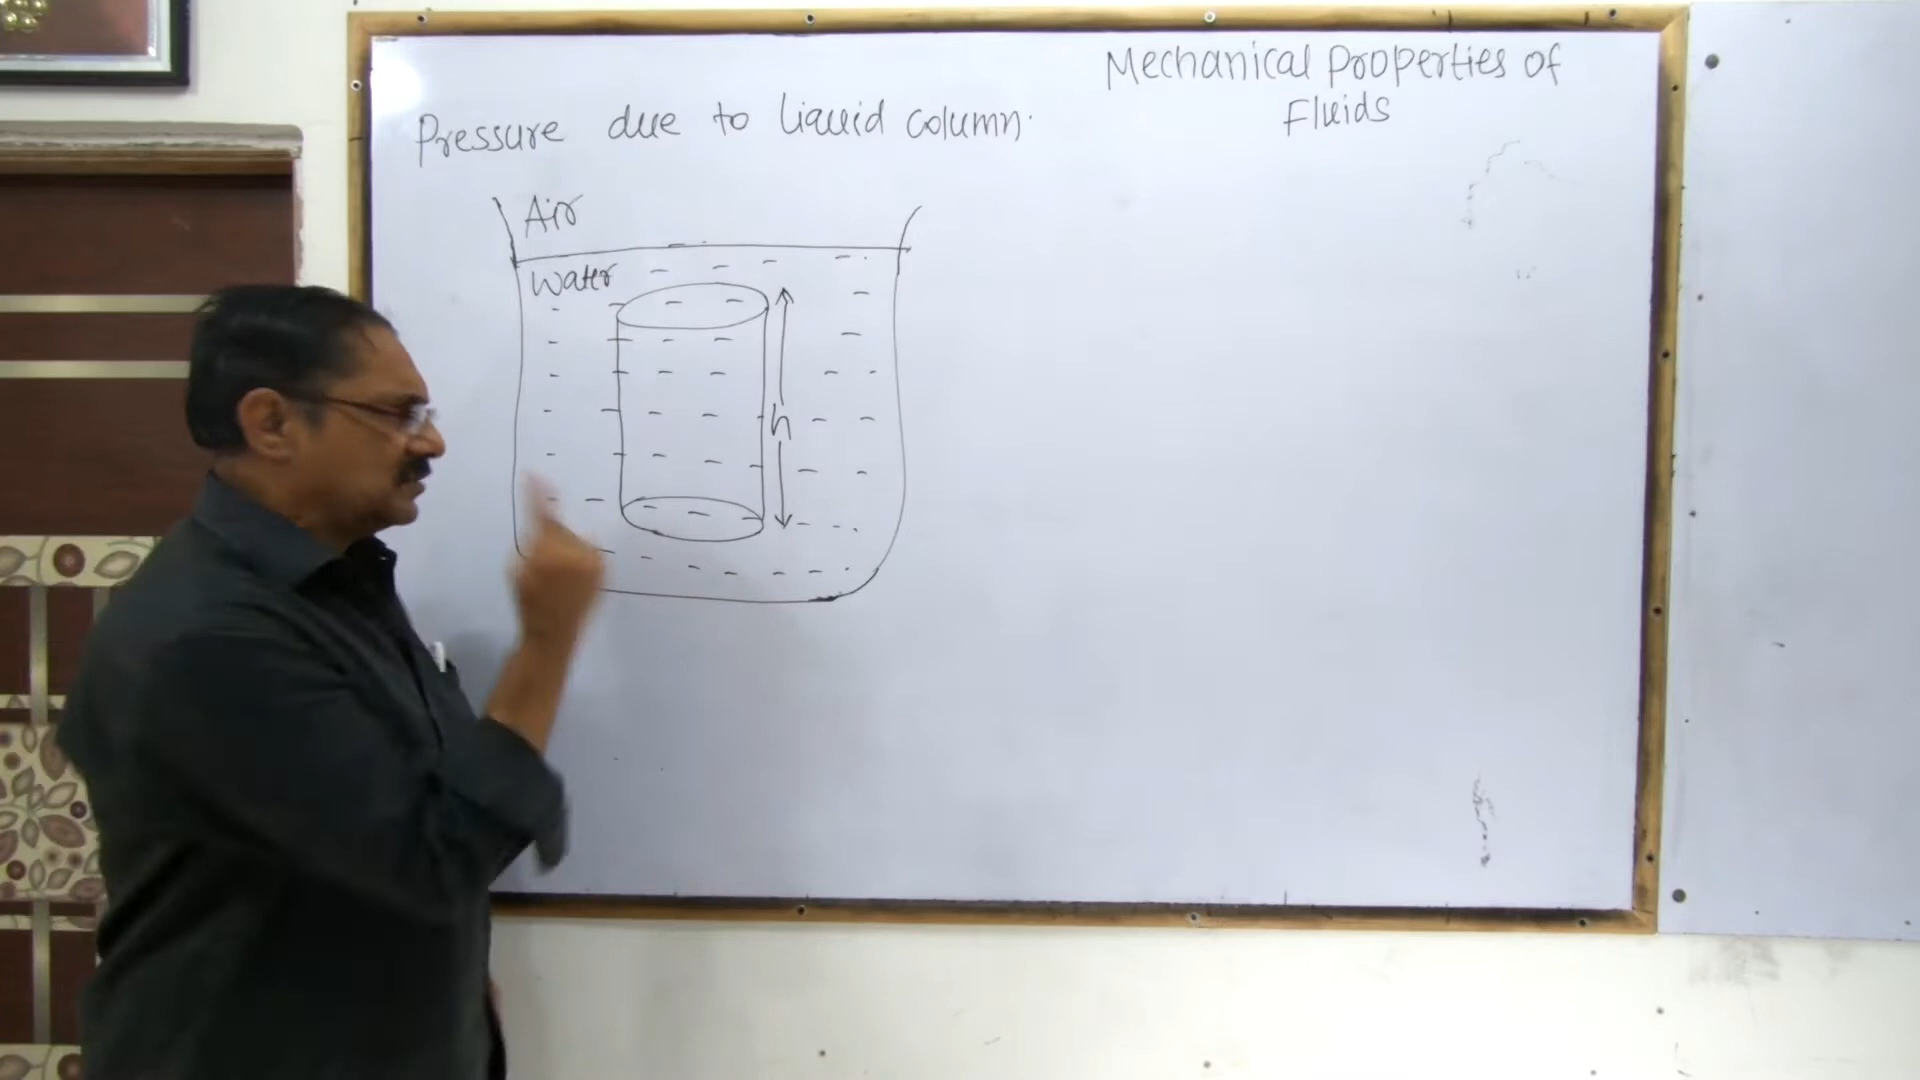 Mechanical Properties of
Fluids
Pressure due to liquid column.
Air
Water
h